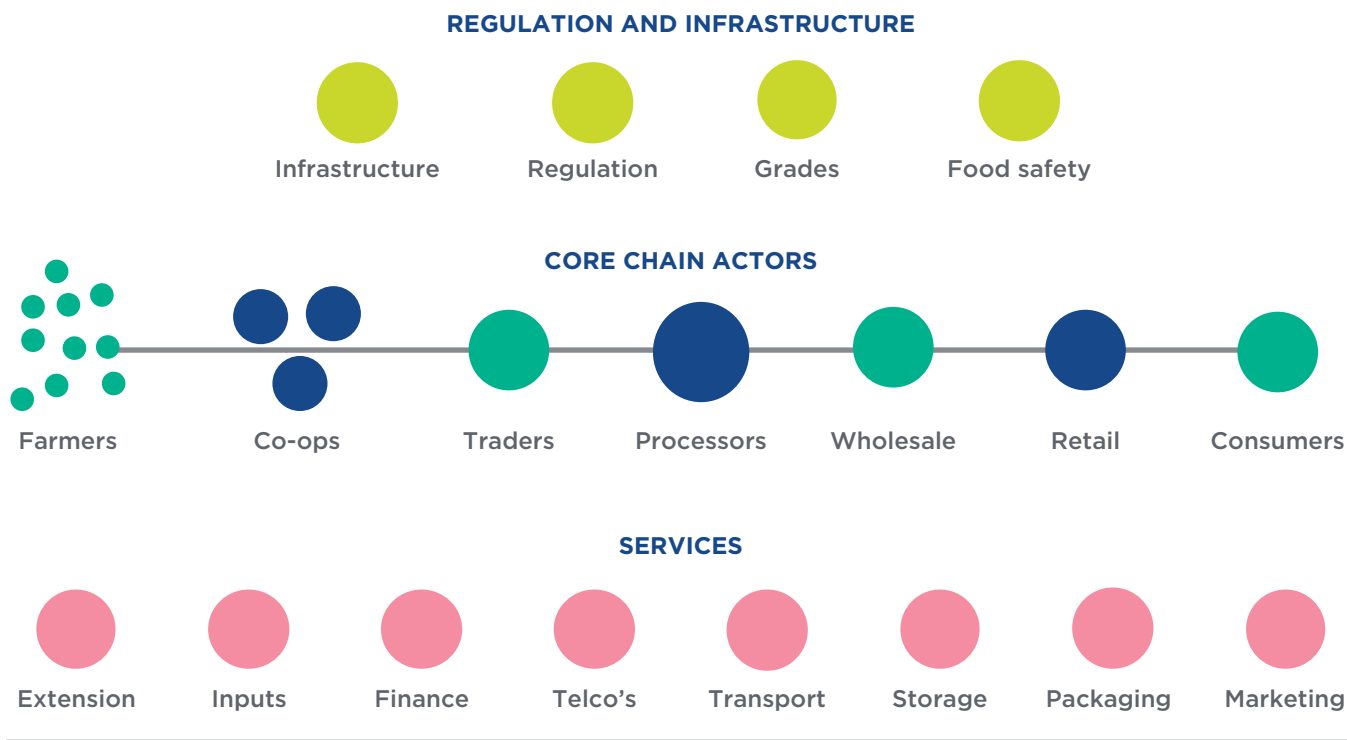 REGULATION AND INFRASTRUCTURE
Infrastructure Regulation Grades Food safety
CORE CHAIN ACTORS
Farmers Co-ops Traders Processors Wholesale Retail Consumers
SERVICES
Extension Inputs Finance Telco’s Transport Storage Packaging Marketing